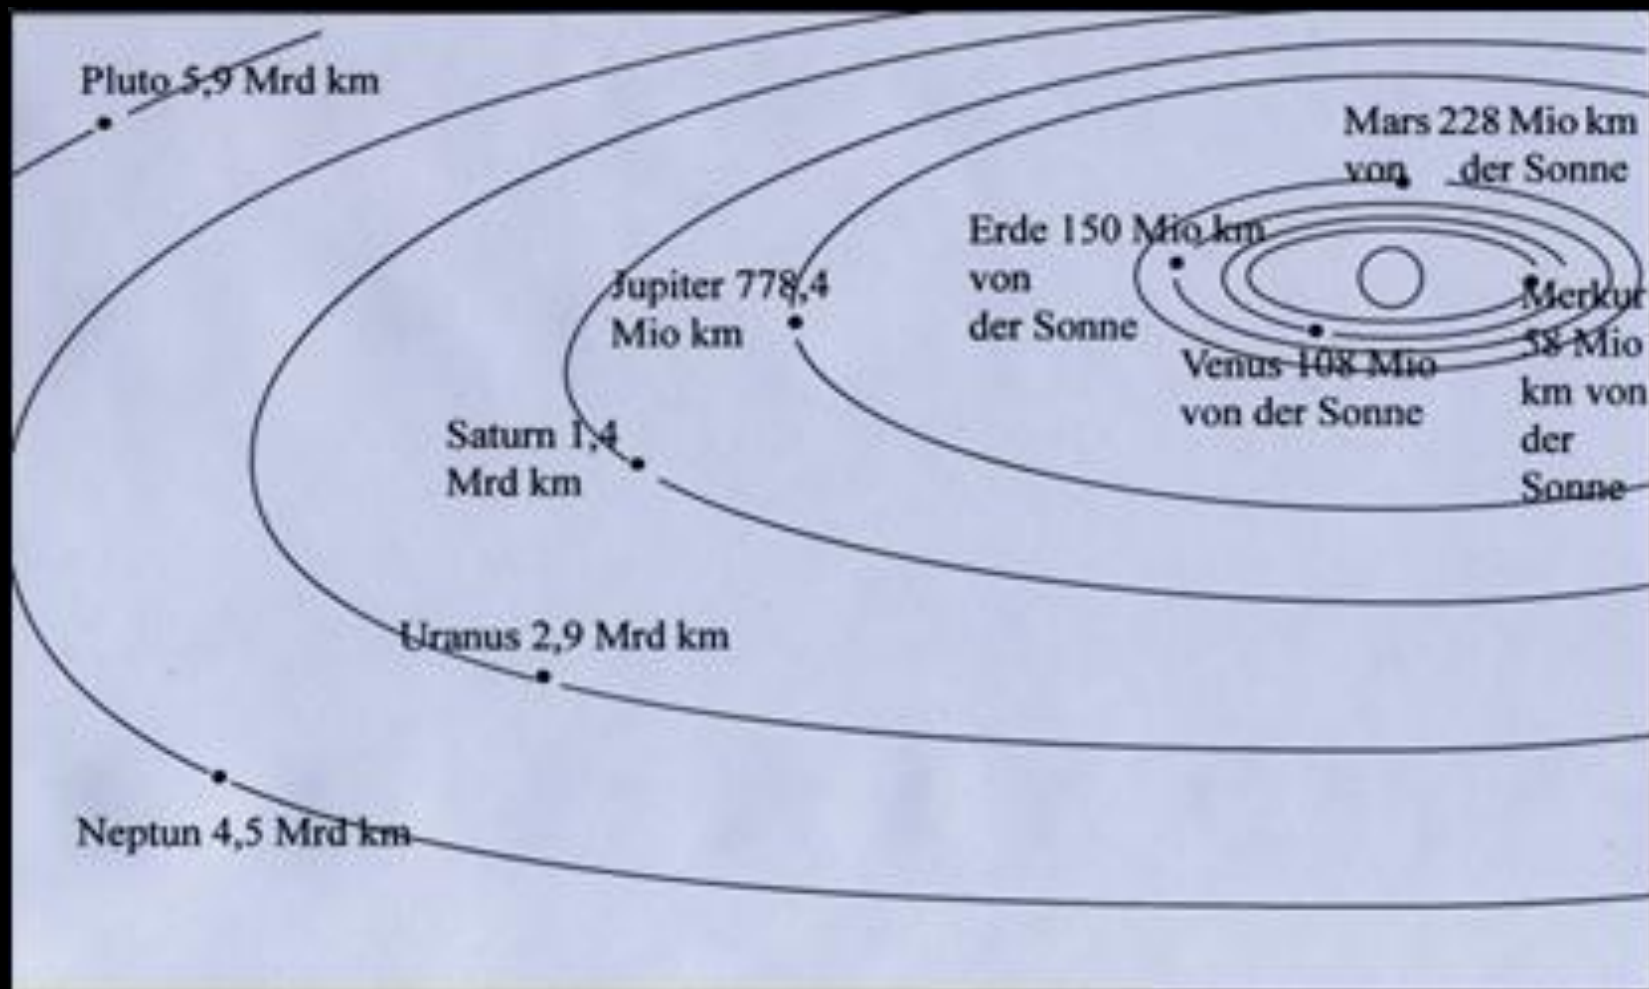 Pluto 5,9 Mrd km
Mars 228 Mio km
von der Sonne
Erde 150 Mio km
von
der Sonne
Jupiter 778,4
Mio km
Merkur
58 Mio
km von
der
Sonne
Venus 108 Mio
von der Sonne
Saturn 1,4
Mrd km
Uranus 2,9 Mrd km
Neptun 4,5 Mrd km